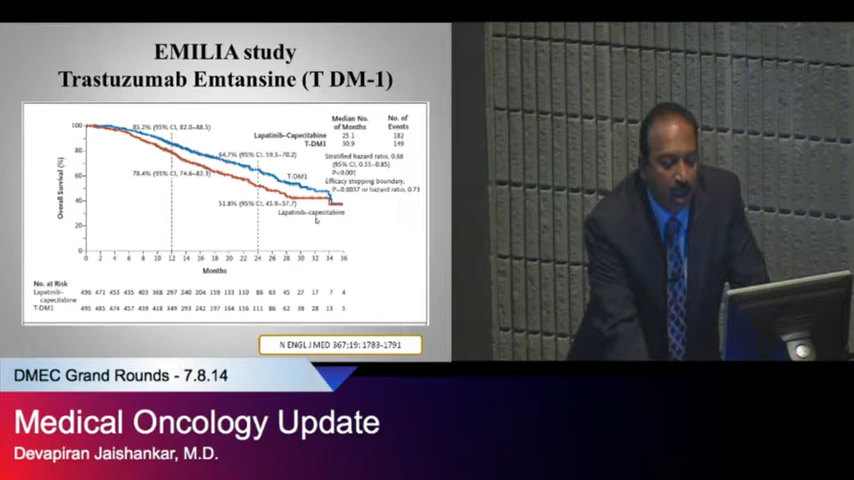 EMILIA study
Trastuzumab Emtansine (T DM-1)
Median No. of Months
No. of Events
Lapatinib–Capecitabine 25.1 182
T-DM1 30.9 149
Stratified hazard ratio, 0.68
(95% CI, 0.55–0.85)
P<0.001
Efficacy stopping boundary,
P=0.0037 or hazard ratio, 0.73
85.2% (95% CI, 82.0–88.5)
64.7% (95% CI, 59.3–70.2)
78.4% (95% CI, 74.6–82.3)
51.8% (95% CI, 45.9–57.7)
T-DM1
Lapatinib–capecitabine
Overall Survival (%)
100
80
60
40
20
0
0 2 4 6 8 10 12 14 16 18 20 22 24 26 28 30 32 34 36
Months
No. at Risk
Lapatinib–capecitabine 496 471 453 435 403 368 297 240 204 159 133 110 86 63 45 27 17 7 4
T-DM1 495 485 474 457 439 418 349 293 242 197 164 136 111 86 62 38 28 13 5
N ENGL J MED 367;19: 1783-1791
DMEC Grand Rounds - 7.8.14
Medical Oncology Update
Devapiran Jaishankar, M.D.